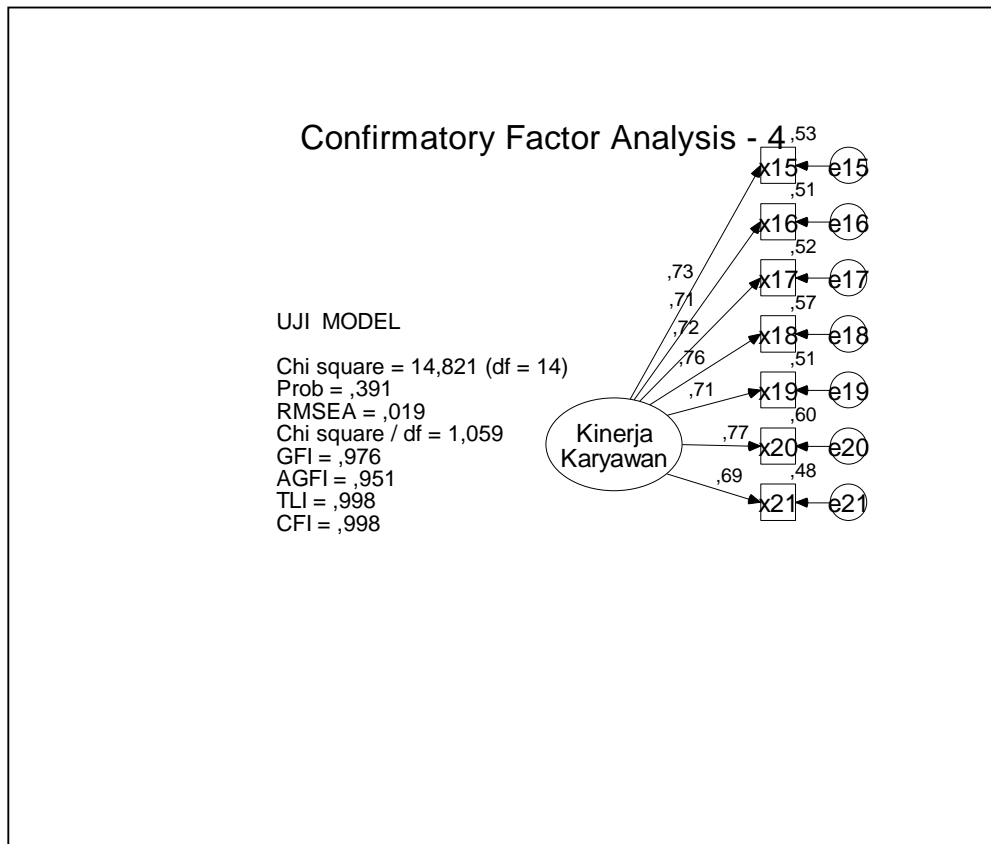 Confirmatory Factor Analysis - 4
,53
x15
e15
,51
x16
e16
,52
x17
e17
,57
x18
e18
,51
x19
e19
,60
x20
e20
,48
x21
e21
,73
,71
,72
,76
,71
,77
,69
Kinerja
Karyawan
UJI MODEL
Chi square = 14,821 (df = 14)
Prob = ,391
RMSEA = ,019
Chi square / df = 1,059
GFI = ,976
AGFI = ,951
TLI = ,998
CFI = ,998